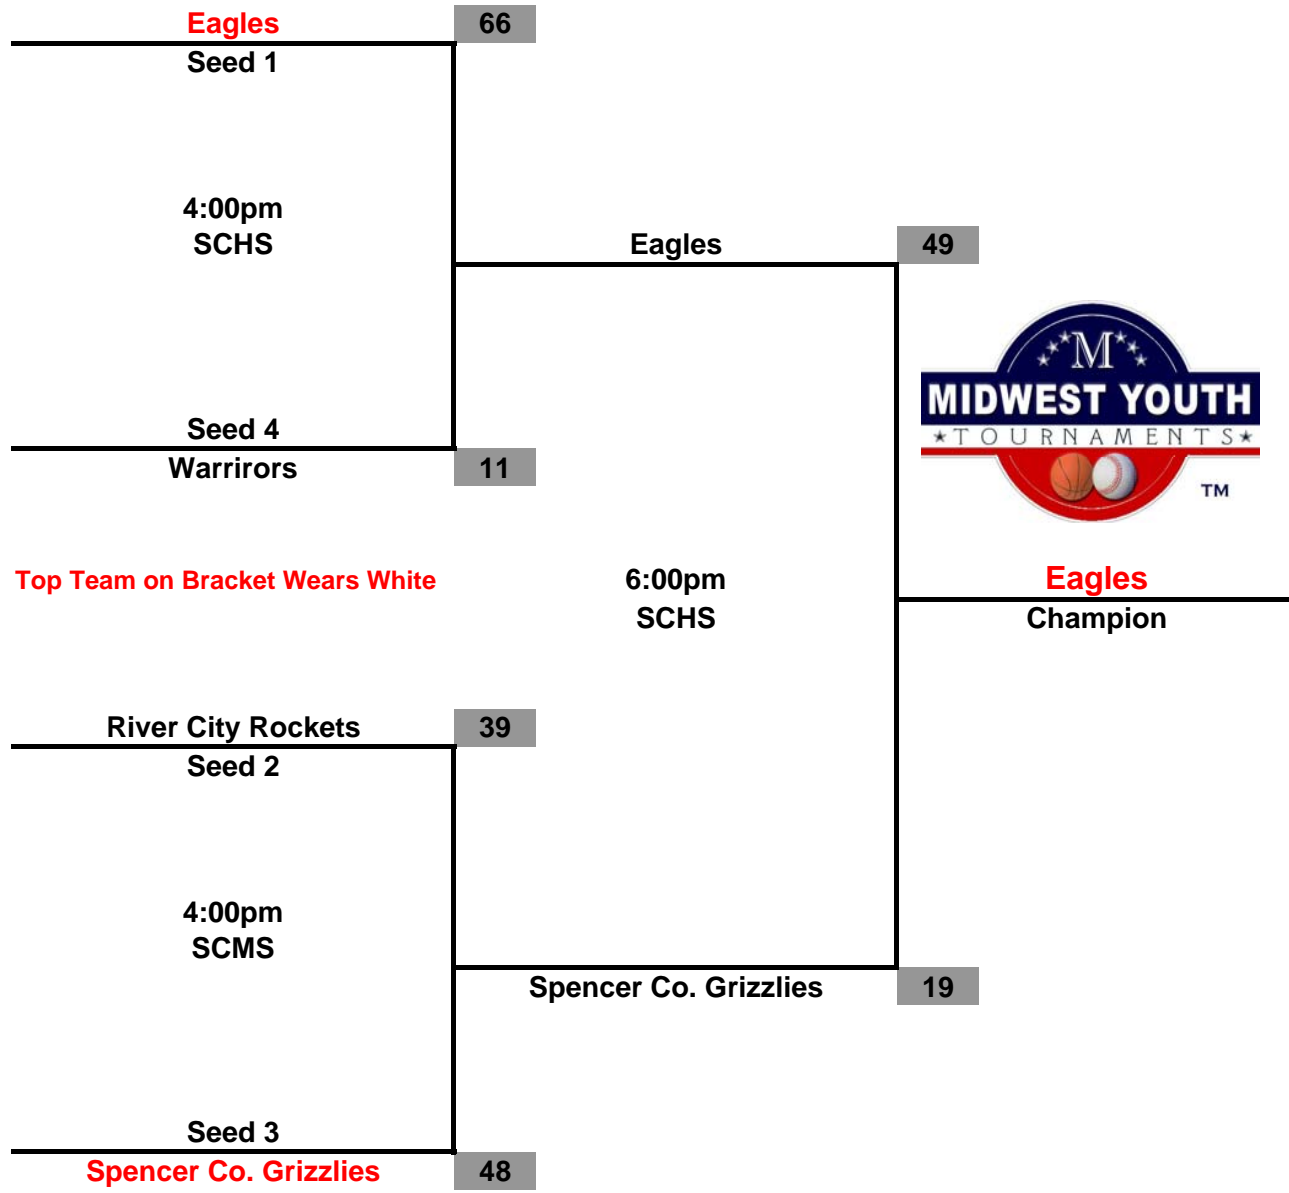 Eagles 66
Seed 1
4:00pm
SCHS
Eagles 49
M
MIDWEST YOUTH
TOURNAMENTS
TM
Seed 4
Warrirors 11
Top Team on Bracket Wears White
6:00pm
SCHS
Eagles
Champion
River City Rockets 39
Seed 2
4:00pm
SCMS
Spencer Co. Grizzlies 19
Seed 3
Spencer Co. Grizzlies 48